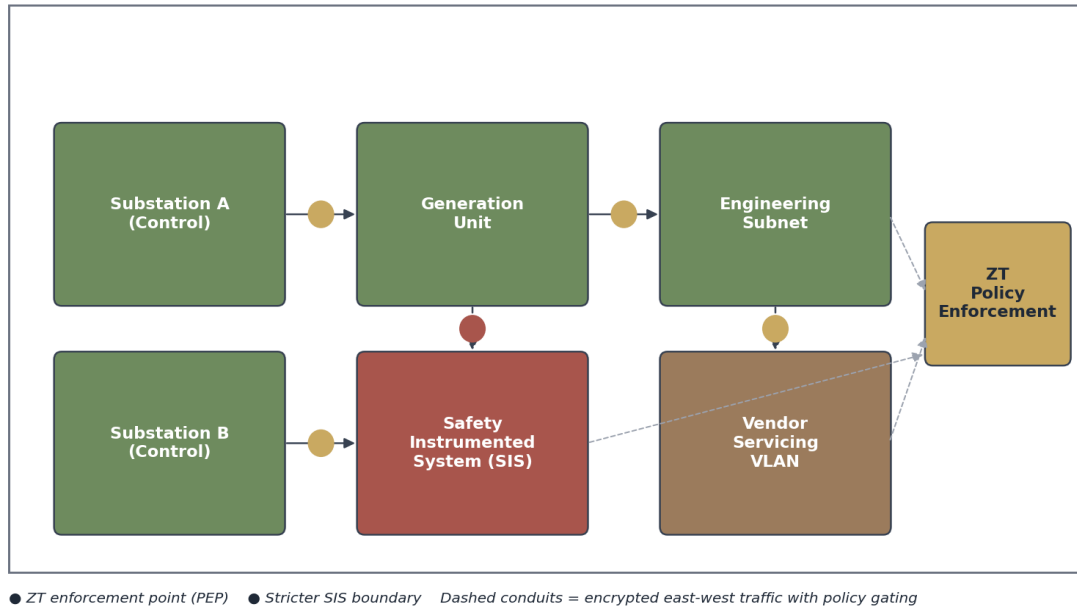 Substation A
(Control)
Generation
Unit
Engineering
Subnet
ZT
Policy
Enforcement
Substation B
(Control)
Safety
Instrumented
System (SIS)
Vendor
Servicing
VLAN
● ZT enforcement point (PEP) ● Stricter SIS boundary Dashed conduits = encrypted east-west traffic with policy gating